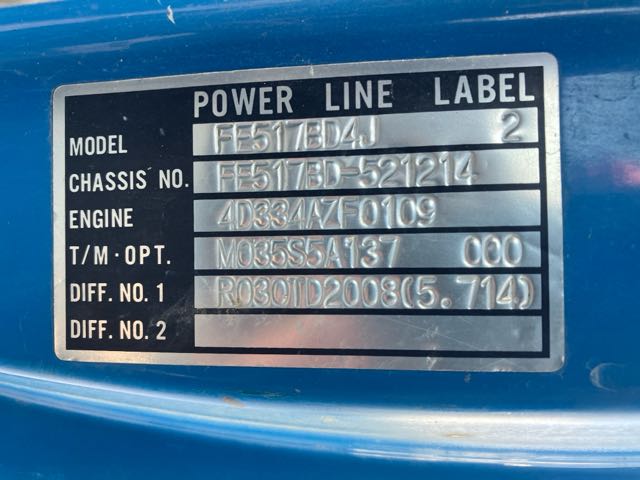 POWER LINE LABEL
MODEL FE517BD4J 2
CHASSIS NO. FE517BD-521214
ENGINE 4D334AZF0109
T/M·OPT. M035S5A137 000
DIFF. NO. 1 R030TD2008(5.714)
DIFF. NO. 2